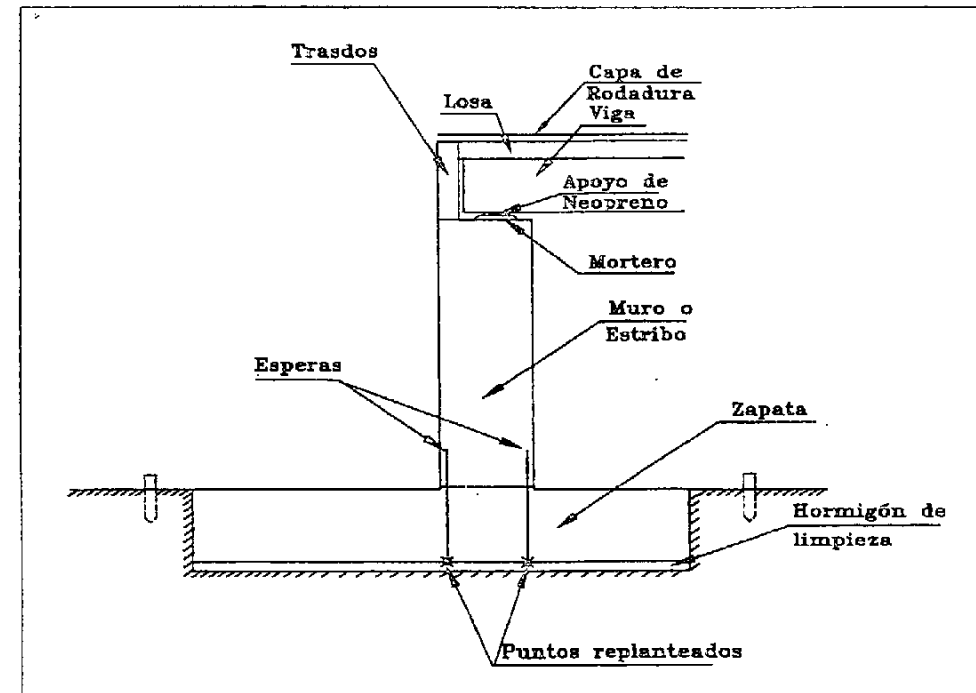 Trasdos
Capa de
Rodadura
Losa
Viga
Apoyo de
Neopreno
Mortero
Muro o
Estribo
Esperas
Zapata
Hormigón de
limpieza
Puntos replanteados